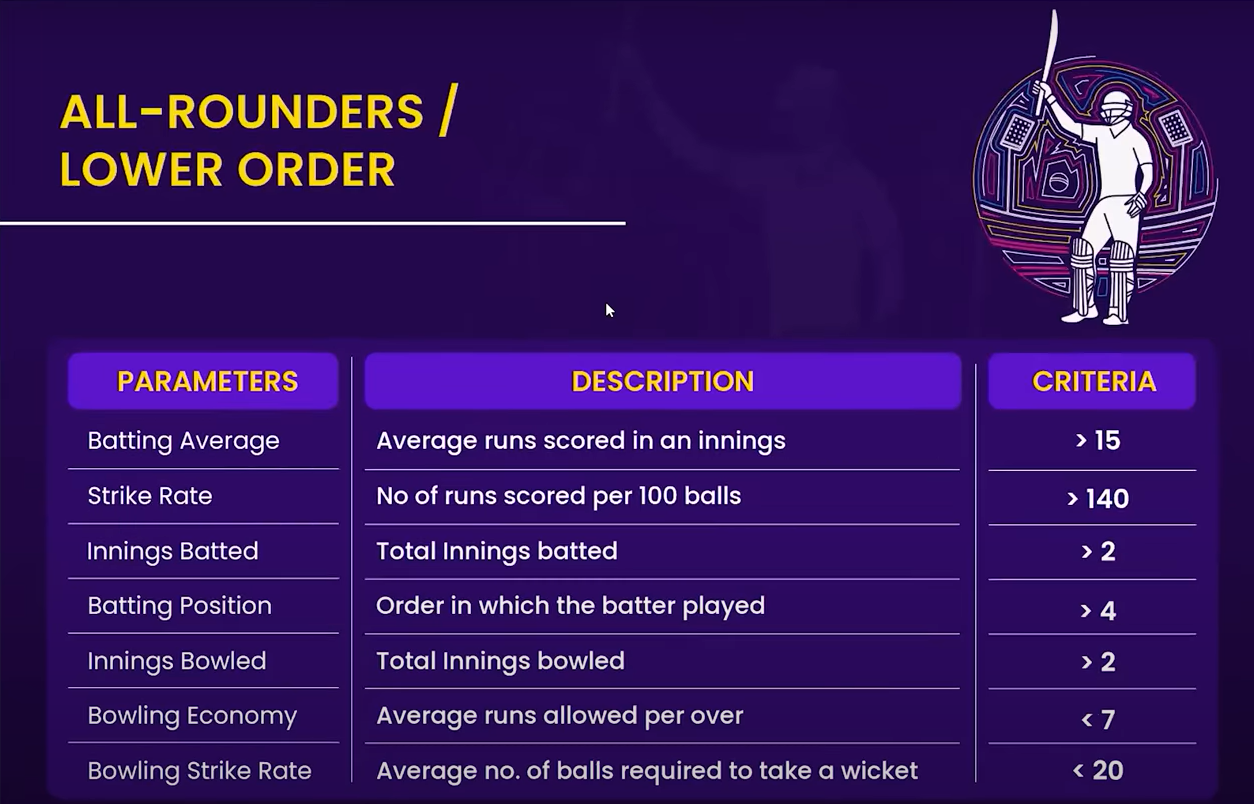 ALL-ROUNDERS /
LOWER ORDER
PARAMETERS DESCRIPTION CRITERIA
Batting Average Average runs scored in an innings > 15
Strike Rate No of runs scored per 100 balls > 140
Innings Batted Total Innings batted > 2
Batting Position Order in which the batter played > 4
Innings Bowled Total Innings bowled > 2
Bowling Economy Average runs allowed per over < 7
Bowling Strike Rate Average no. of balls required to take a wicket < 20